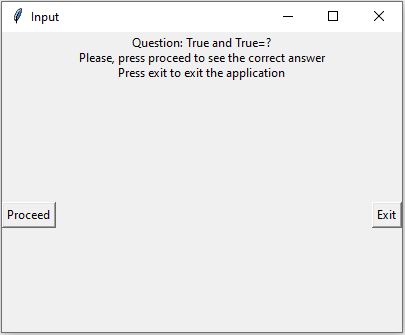 Input
Question: True and True=?
Please, press proceed to see the correct answer
Press exit to exit the application
Proceed
Exit